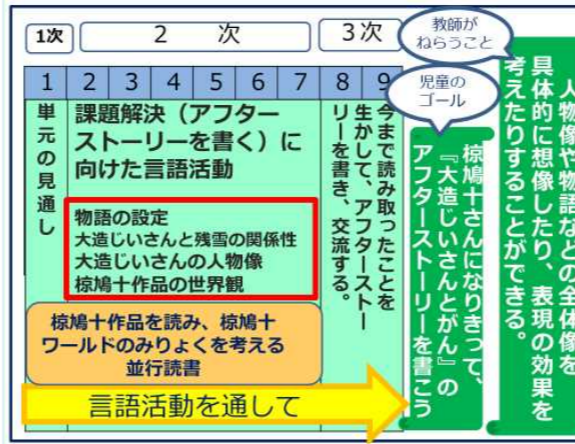 1次
2 次
3次
教師が
ねらうこと
児童の
ゴール
1 2 3 4 5 6 7 8 9
単元の見通し
課題解決（アフター
ストーリーを書く）に
向けた言語活動
物語の設定
大造じいさんと残雪の関係性
大造じいさんの人物像
椋鳩十作品の世界観
椋鳩十作品を読み、椋鳩十
ワールドのみりょくを考える
並行読書
言語活動を通して
今まで読み取ったことを
生かして、アフタースト―
リーを書き、交流する。
椋鳩十さんになりきって、
『大造じいさんとがん』の
アフターストーリーを書こう
人物像や物語などの全体像を
具体的に想像したり、表現の効果を
考えたりすることができる。